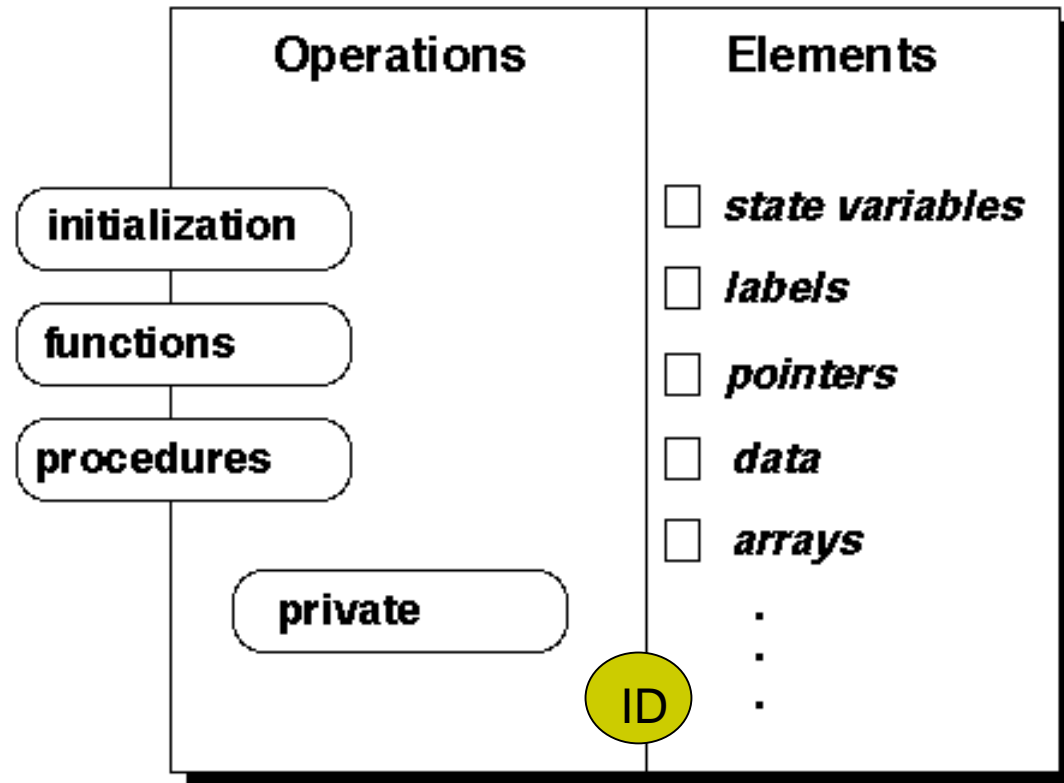 Operations
Elements
initialization
functions
procedures
private
state variables
labels
pointers
data
arrays
.
.
.
ID